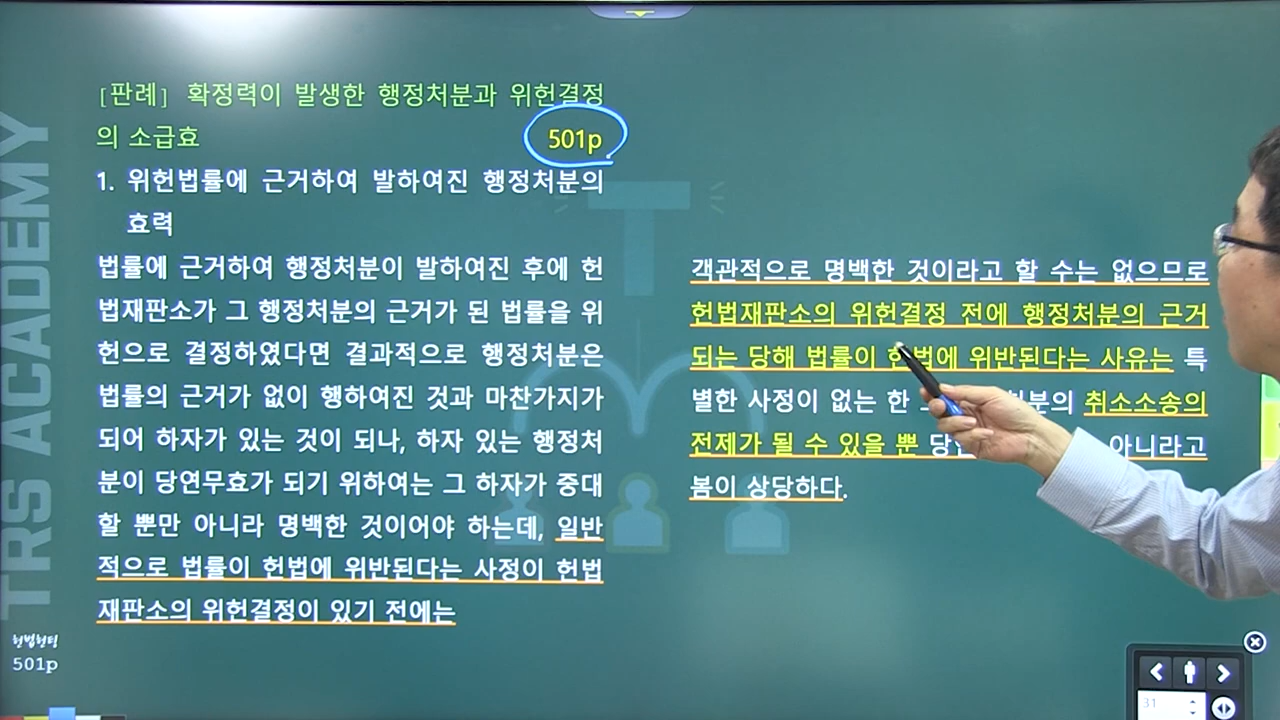 [판례] 확정력이 발생한 행정처분과 위헌결정
의 소급효
501p
1. 위헌법률에 근거하여 발하여진 행정처분의
효력
법률에 근거하여 행정처분이 발하여진 후에 헌
법재판소가 그 행정처분의 근거가 된 법률을 위
헌으로 결정하였다면 결과적으로 행정처분은
법률의 근거가 없이 행하여진 것과 마찬가지가
되어 하자가 있는 것이 되나, 하자 있는 행정처
분이 당연무효가 되기 위하여는 그 하자가 중대
할 뿐만 아니라 명백한 것이어야 하는데, 일반
적으로 법률이 헌법에 위반된다는 사정이 헌법
재판소의 위헌결정이 있기 전에는
객관적으로 명백한 것이라고 할 수는 없으므로
헌법재판소의 위헌결정 전에 행정처분의 근거
되는 당해 법률이 헌법에 위반된다는 사유는 특
별한 사정이 없는 한 취소소송의
전제가 될 수 있을 뿐 아니라고
봄이 상당하다.
TRS ACADEMY
헌법헌팅
501p
31